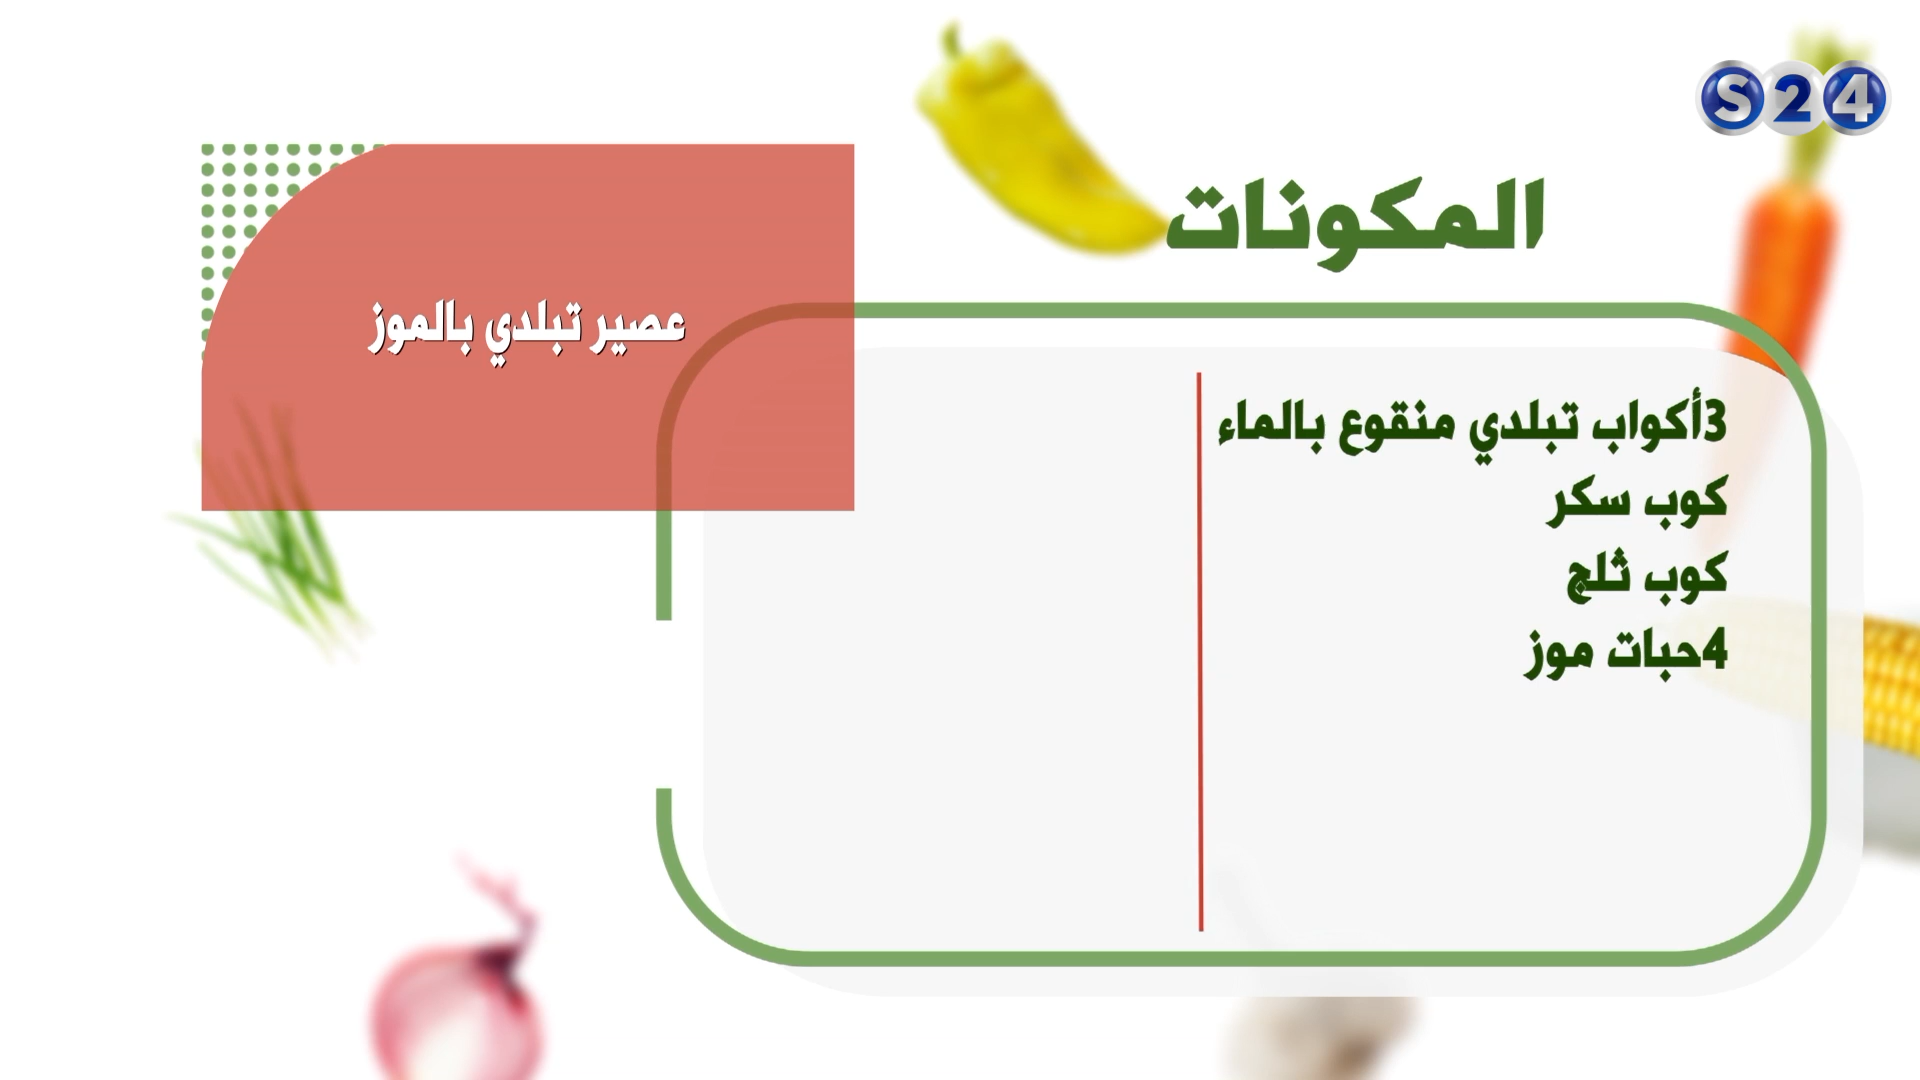 S24
المكونات
عصير تبلدي بالموز
3أكواب تبلدي منقوع بالماء
كوب سكر
كوب ثلج
4حبات موز